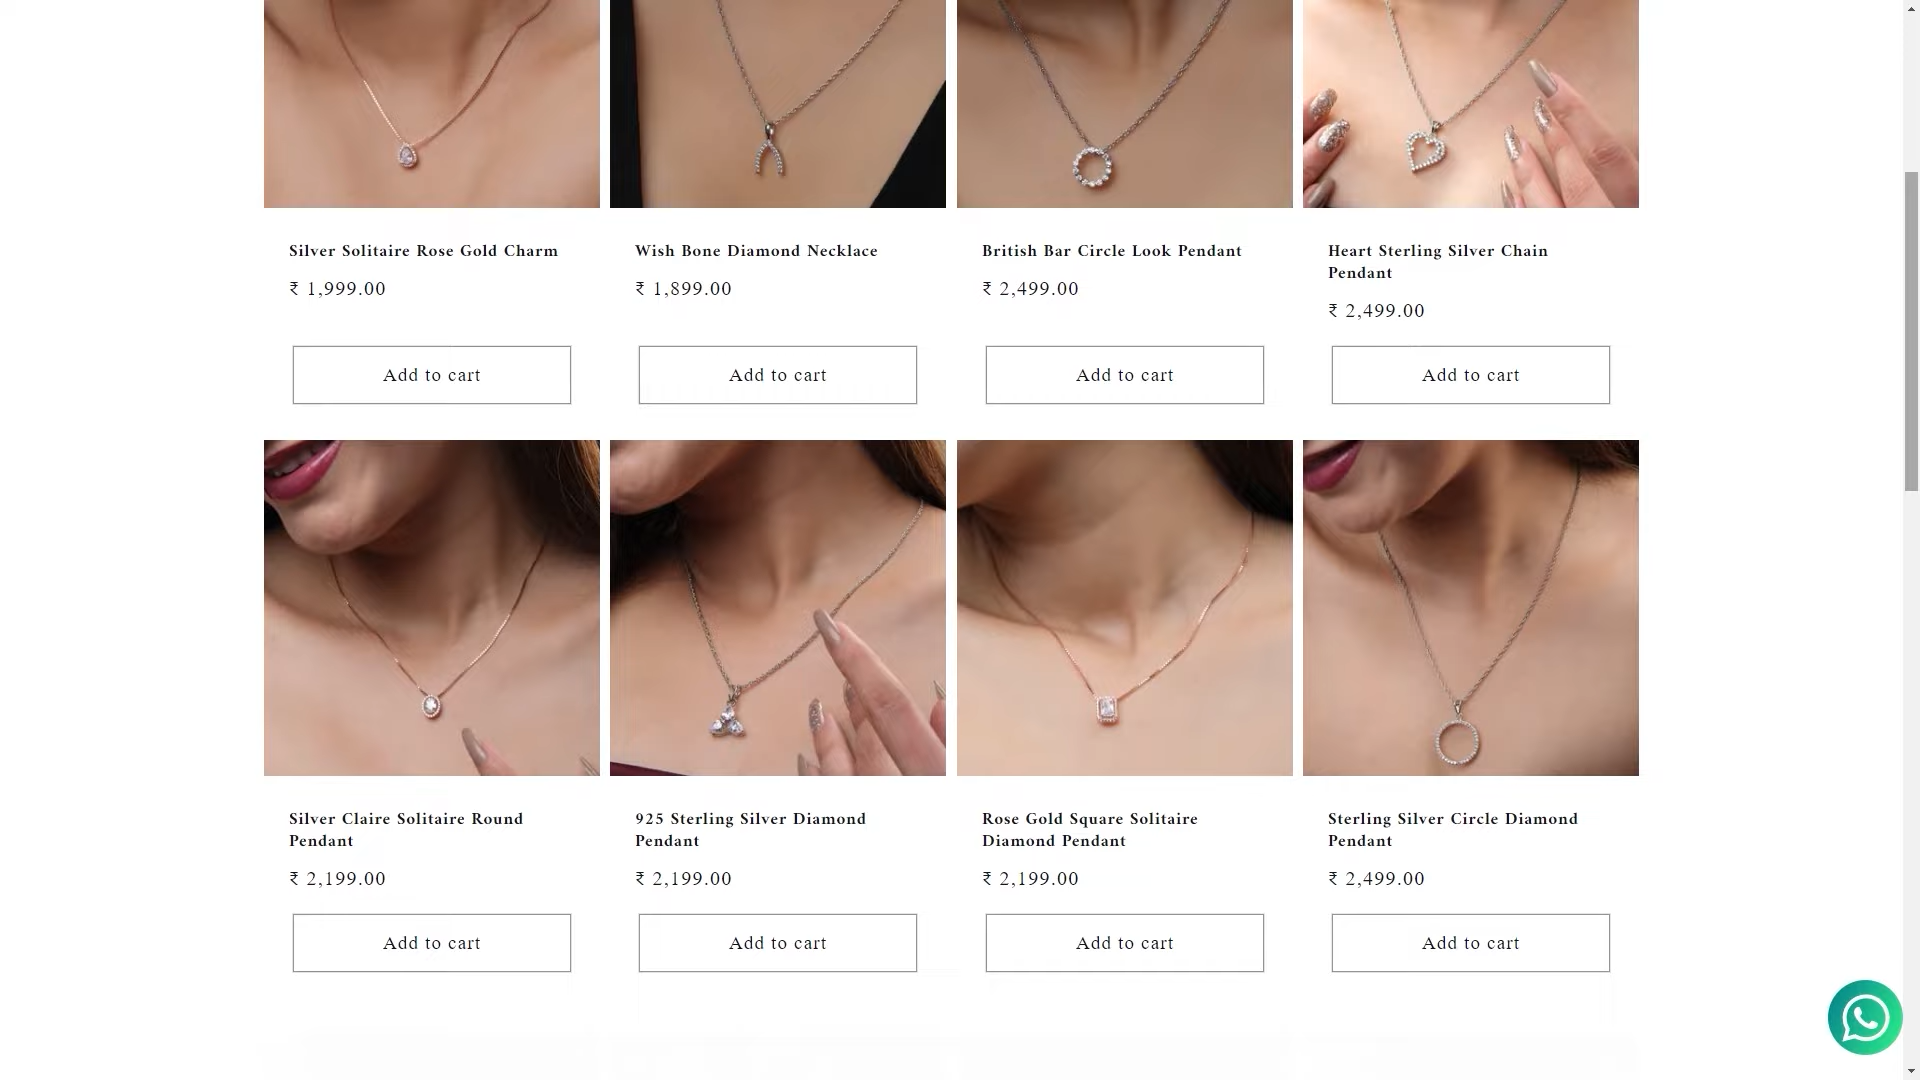 Silver Solitaire Rose Gold Charm
₹ 1,999.00
Add to cart
Wish Bone Diamond Necklace
₹ 1,899.00
Add to cart
British Bar Circle Look Pendant
₹ 2,499.00
Add to cart
Heart Sterling Silver Chain
Pendant
₹ 2,499.00
Add to cart
Silver Claire Solitaire Round
Pendant
₹ 2,199.00
Add to cart
925 Sterling Silver Diamond
Pendant
₹ 2,199.00
Add to cart
Rose Gold Square Solitaire
Diamond Pendant
₹ 2,199.00
Add to cart
Sterling Silver Circle Diamond
Pendant
₹ 2,499.00
Add to cart